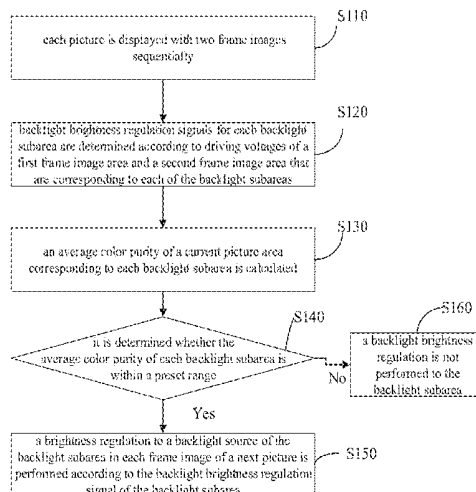 S110
each picture is displayed with two frame images
sequentially
S120
backlight brightness regulation signals for each backlight
subarea are determined according to driving voltages of a
first frame image area and a second frame image area that
are corresponding to each of the backlight subareas
S130
an average color purity of a current picture area
corresponding to each backlight subarea is calculated
S140
it is determined whether the
average color purity of each backlight subarea is
within a preset range
S160
a backlight brightness
regulation is not
performed to the
backlight subarea
No
Yes
S150
a brightness regulation to a backlight source of the
backlight subarea in each frame image of a next picture is
performed according to the backlight brightness regulation
signal of the backlight subarea